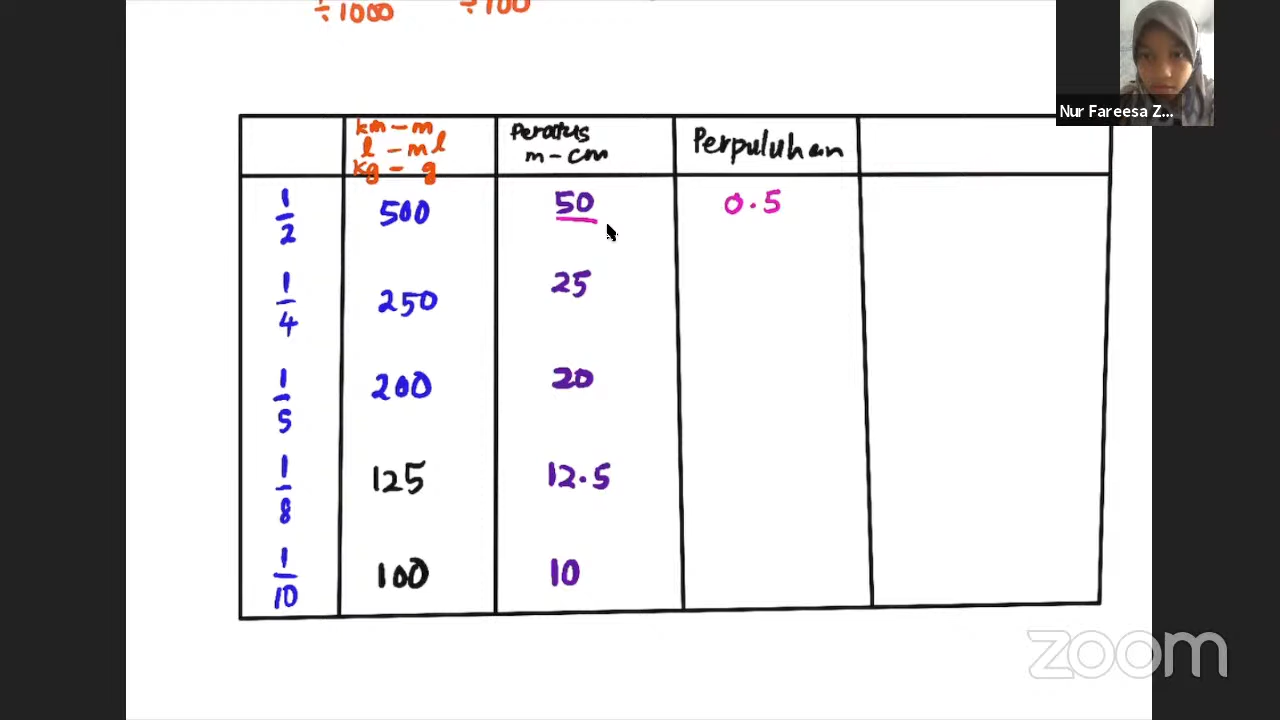 ÷1000 ÷100
Nur Fareesa Z...
km - m
l - ml
kg - g
Peratus
m - cm
Perpuluhan
1/2 500 50 0.5
1/4 250 25
1/5 200 20
1/8 125 12.5
1/10 100 10
zoom